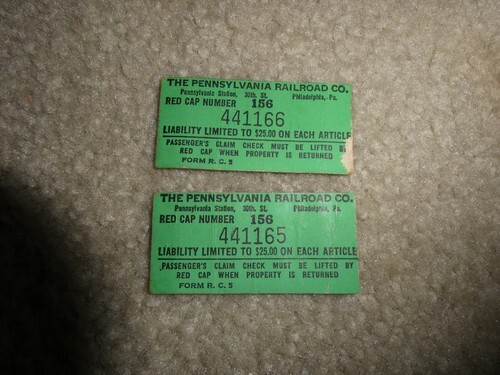 THE PENNSYLVANIA RAILROAD CO.
Pennsylvania Station, 30th. St. Philadelphia, Pa.
RED CAP NUMBER 156
441166
LIABILITY LIMITED TO $25.00 ON EACH ARTICLE
PASSENGER'S CLAIM CHECK MUST BE LIFTED BY
RED CAP WHEN PROPERTY IS RETURNED
FORM R. C. 5
THE PENNSYLVANIA RAILROAD CO.
Pennsylvania Station, 30th. St. Philadelphia, Pa.
RED CAP NUMBER 156
441165
LIABILITY LIMITED TO $25.00 ON EACH ARTICLE
PASSENGER'S CLAIM CHECK MUST BE LIFTED BY
RED CAP WHEN PROPERTY IS RETURNED
FORM R. C. 5